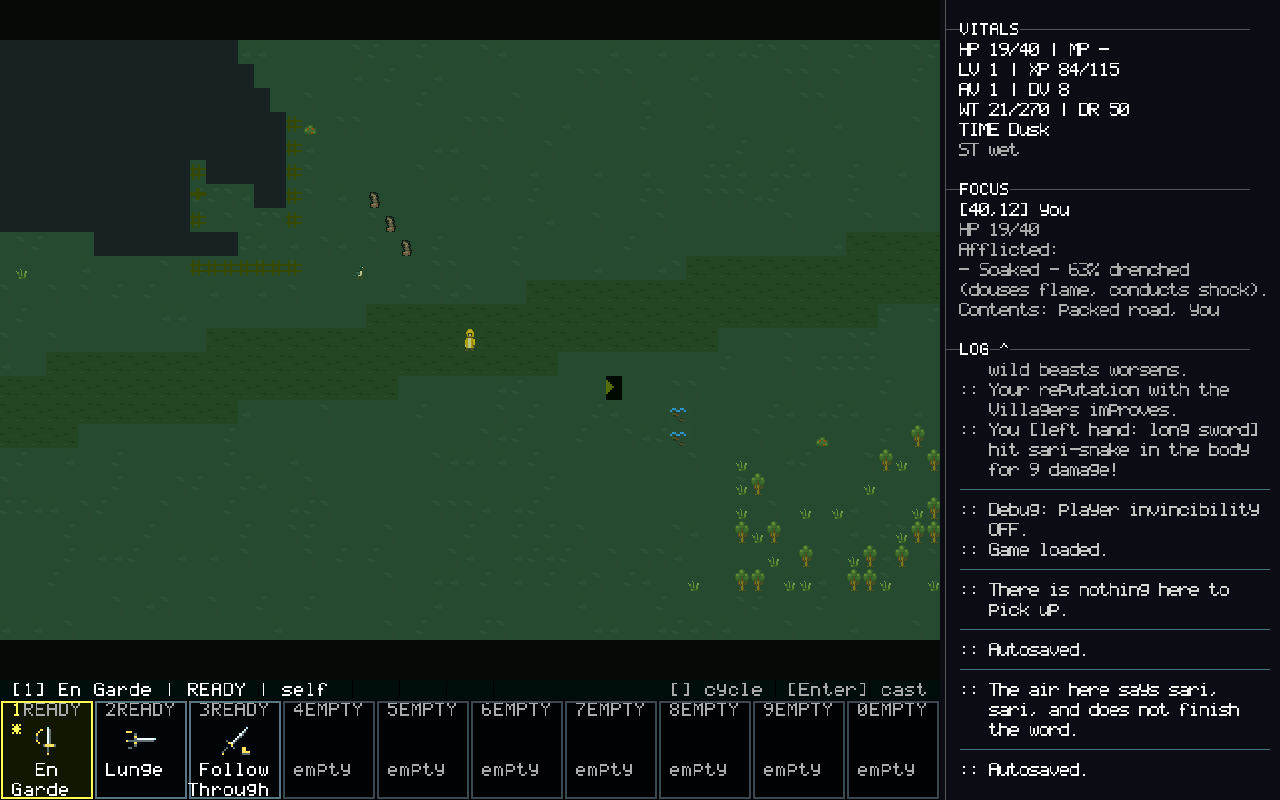 VITALS
HP 19/40 | MP -
LV 1 | XP 84/115
AV 1 | DV 8
WT 21/270 | DR 50
TIME Dusk
ST wet
FOCUS
[40,12] You
HP 19/40
Afflicted:
- Soaked - 63% drenched
(douses flame, conducts shock).
Contents: Packed road, You
LOG ^
wild beasts worsens.
:: Your reputation with the
Villagers improves.
:: You [left hand: long sword]
hit sari-snake in the body
for 9 damage!
:: Debug: Player invincibility
OFF.
:: Game loaded.
:: There is nothing here to
Pick up.
:: Autosaved.
:: The air here says sari,
sari, and does not finish
the word.
:: Autosaved.
[1] En Garde | READY | self
[] cycle [Enter] cast
1READY 2READY 3READY 4EMPTY 5EMPTY 6EMPTY 7EMPTY 8EMPTY 9EMPTY 0EMPTY
*
En Garde
Lunge
Follow Through
empty empty empty empty empty empty empty